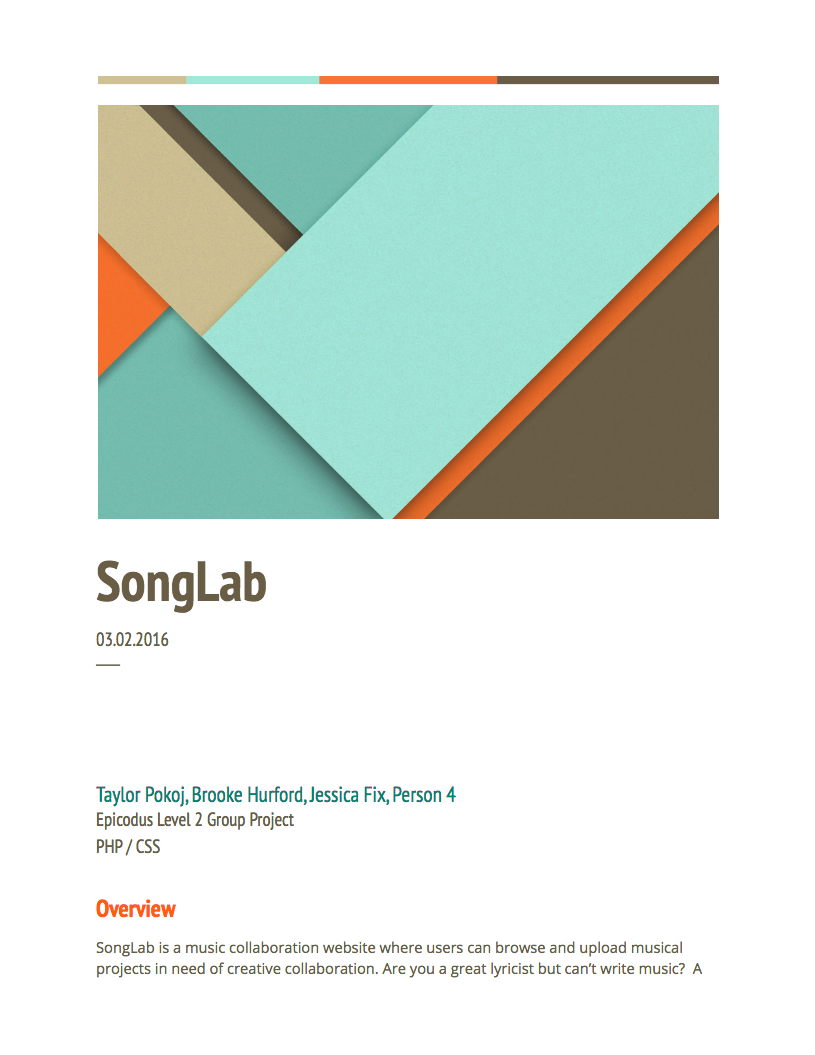 SongLab
03.02.2016
Taylor Pokoj, Brooke Hurford, Jessica Fix, Person 4
Epicodus Level 2 Group Project
PHP / CSS
Overview
SongLab is a music collaboration website where users can browse and upload musical
projects in need of creative collaboration. Are you a great lyricist but can’t write music?  A